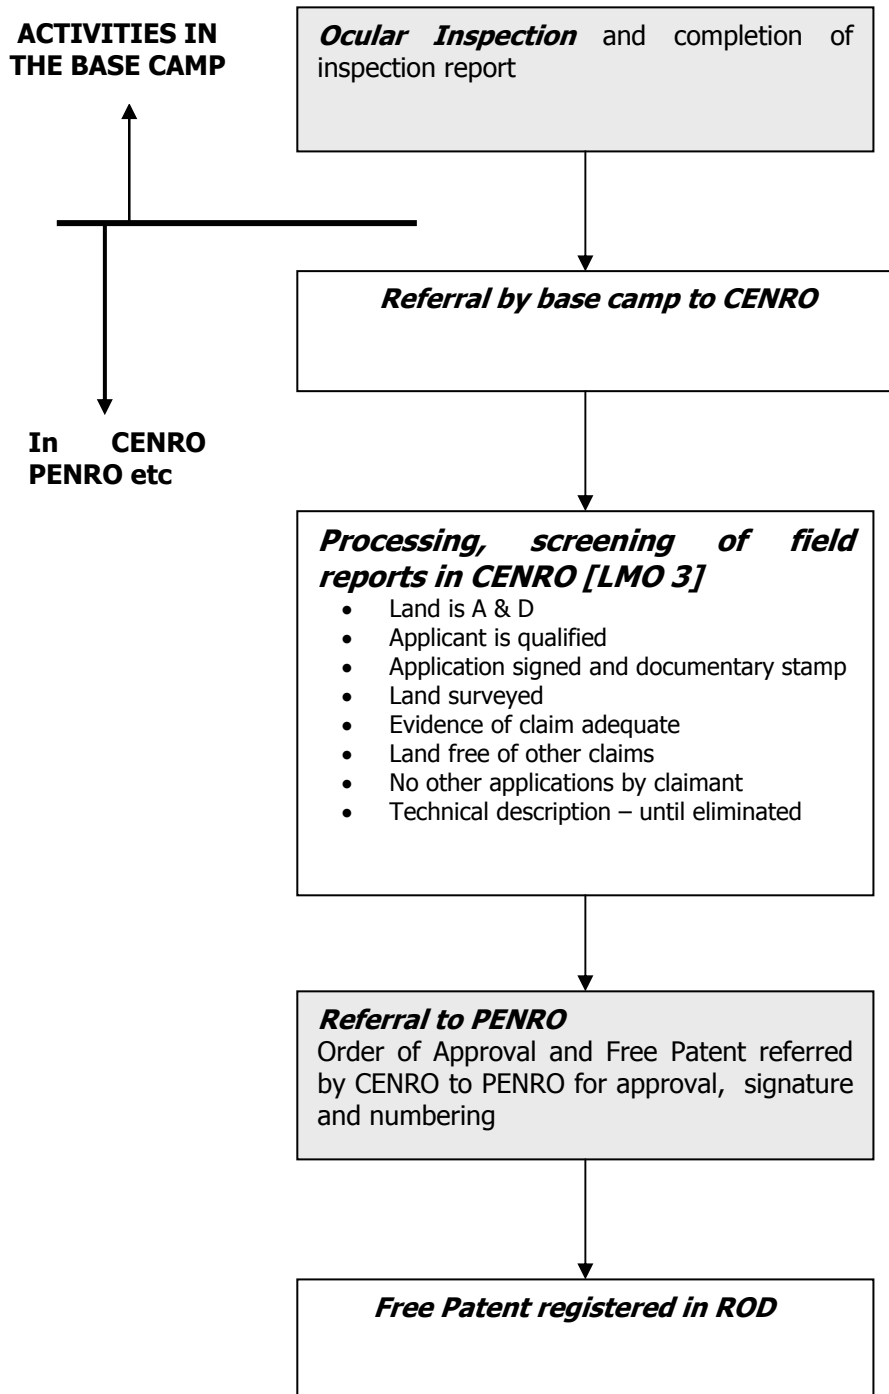 ACTIVITIES IN
THE BASE CAMP
Ocular Inspection and completion of
inspection report
Referral by base camp to CENRO
In CENRO
PENRO etc
Processing, screening of field
reports in CENRO [LMO 3]
• Land is A & D
• Applicant is qualified
• Application signed and documentary stamp
• Land surveyed
• Evidence of claim adequate
• Land free of other claims
• No other applications by claimant
• Technical description – until eliminated
Referral to PENRO
Order of Approval and Free Patent referred
by CENRO to PENRO for approval, signature
and numbering
Free Patent registered in ROD